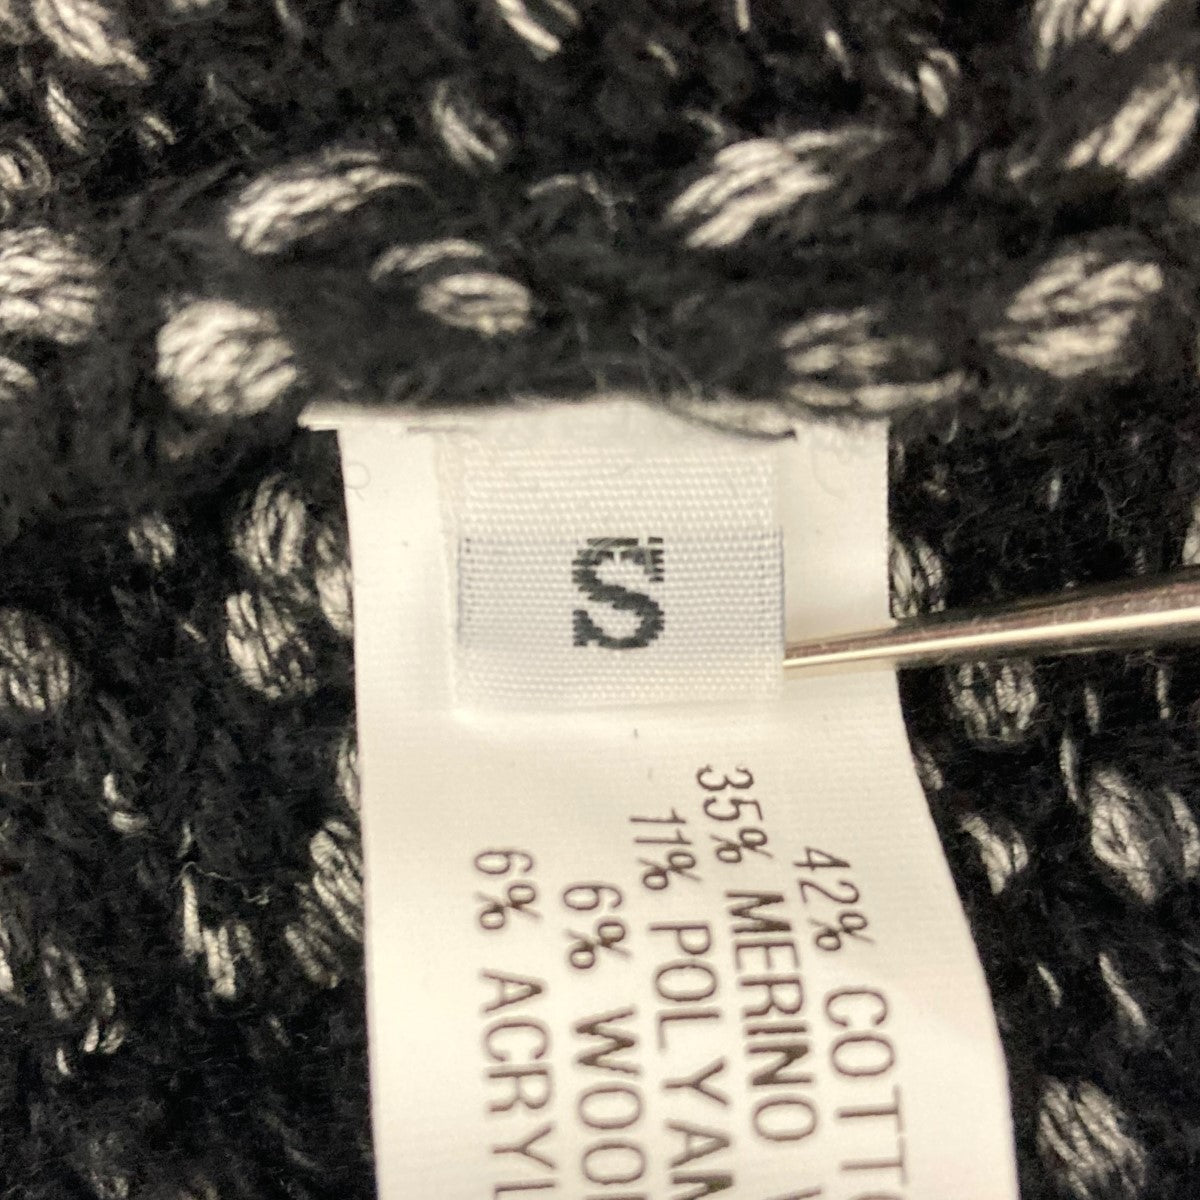 S
42% COTT
35% MERINO
11% POLYAM
6% WOOL
6% ACRYL